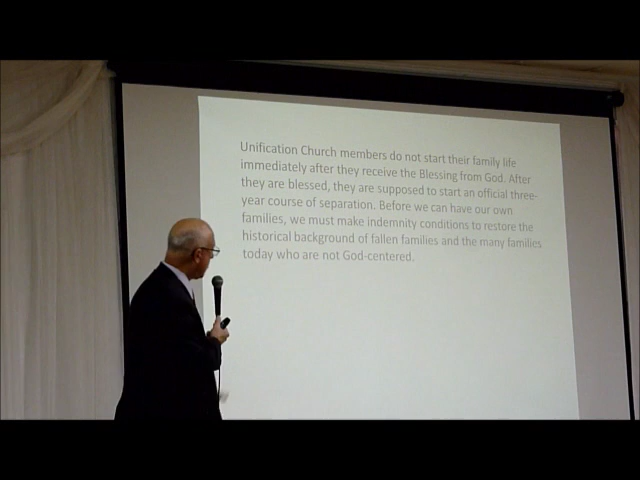 Unification Church members do not start their family life
immediately after they receive the Blessing from God. After
they are blessed, they are supposed to start an official three-
year course of separation. Before we can have our own
families, we must make indemnity conditions to restore the
historical background of fallen families and the many families
today who are not God-centered.